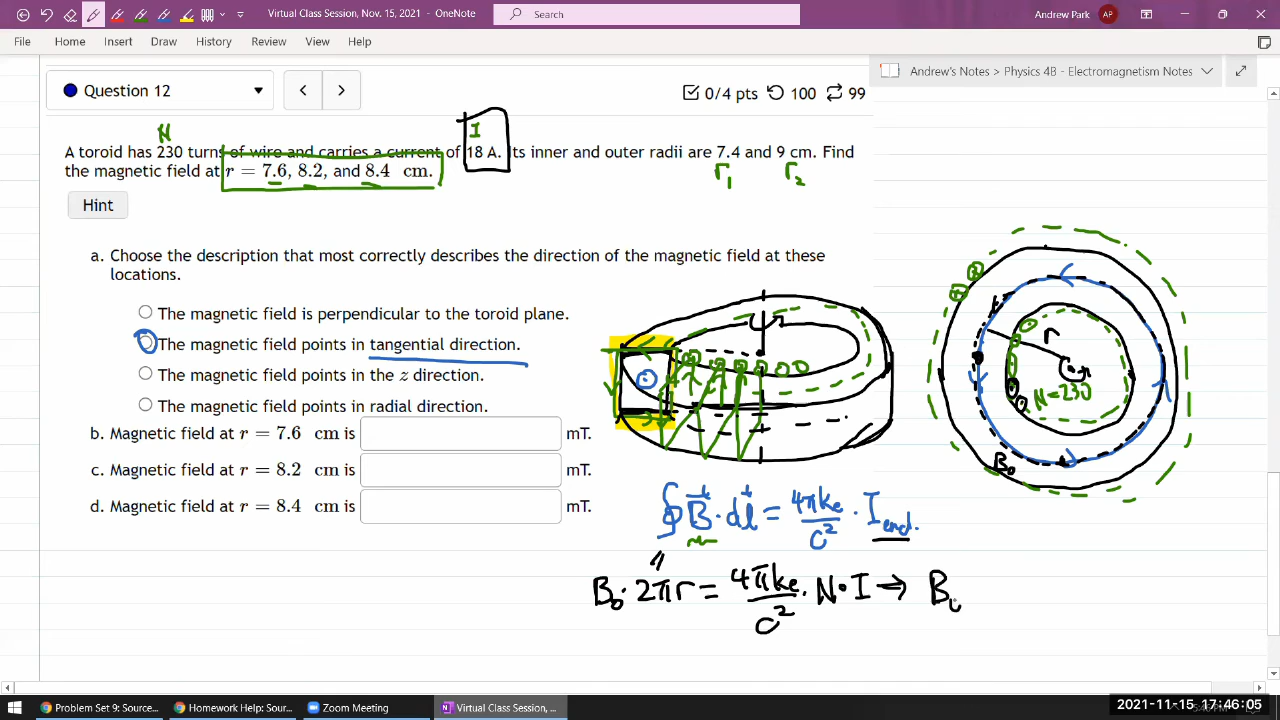 Virtual Class Session, Nov. 15, 2021 - OneNote
Search
Andrew Park
AP
File Home Insert Draw History Review View Help
Question 12
0/4 pts 100 99
Andrew's Notes > Physics 4B - Electromagnetism Notes
N
I
A toroid has 230 turns of wire and carries a current of 18 A. Its inner and outer radii are 7.4 and 9 cm. Find
the magnetic field at r = 7.6, 8.2, and 8.4 cm.
r₁ r₂
Hint
a. Choose the description that most correctly describes the direction of the magnetic field at these
locations.
The magnetic field is perpendicular to the toroid plane.
The magnetic field points in tangential direction.
The magnetic field points in the z direction.
The magnetic field points in radial direction.
b. Magnetic field at r = 7.6 cm is mT.
c. Magnetic field at r = 8.2 cm is mT.
d. Magnetic field at r = 8.4 cm is mT.
r
N=230
∮ B⃗ · dl⃗ = 4πkₑ/c² · I encl.
2πr = 4πkₑ/c² · N · I ⇒ B
Problem Set 9: Source...
Homework Help: Sourc...
Zoom Meeting
Virtual Class Session,...
2021-11-15 17:46:05